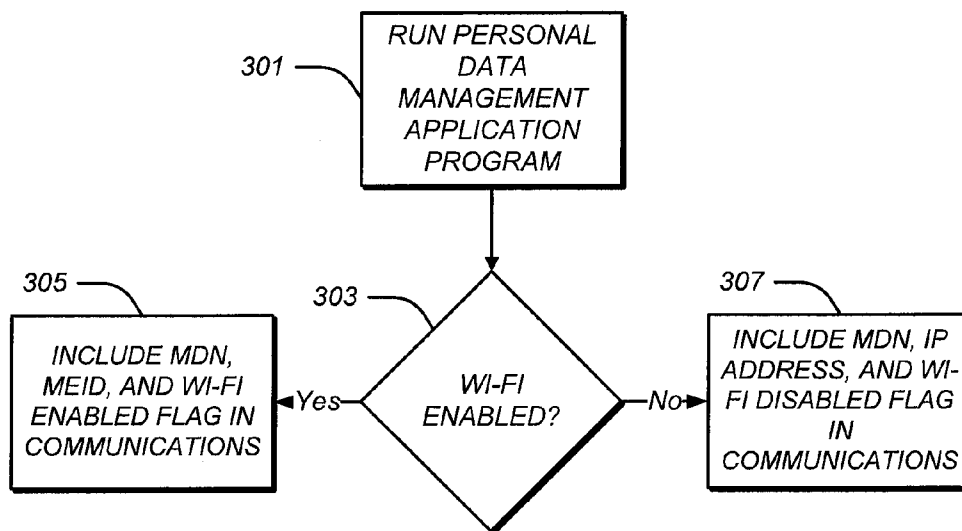 301
RUN PERSONAL
DATA
MANAGEMENT
APPLICATION
PROGRAM
303
WI-FI
ENABLED?
Yes
No
305
INCLUDE MDN,
MEID, AND WI-FI
ENABLED FLAG IN
COMMUNICATIONS
307
INCLUDE MDN, IP
ADDRESS, AND WI-
FI DISABLED FLAG
IN
COMMUNICATIONS